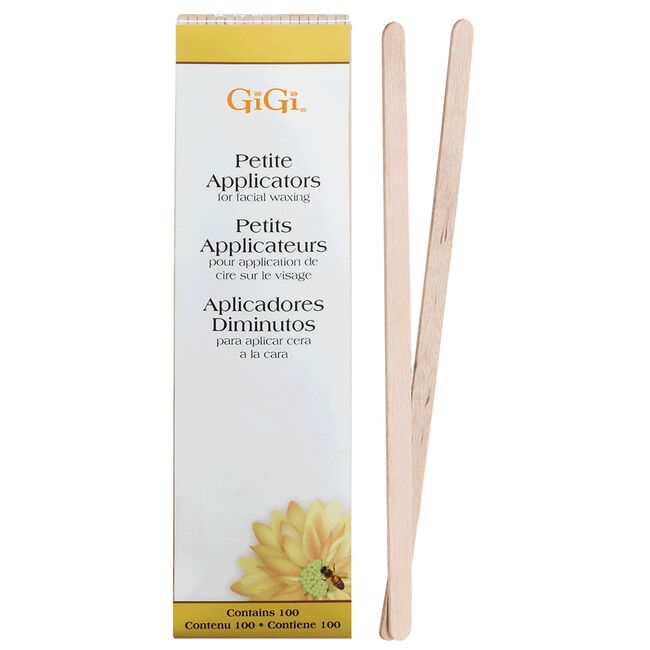 GiGi
Petite
Applicators
for facial waxing
Petits
Applicateurs
pour application de
cire sur le visage
Aplicadores
Diminutos
para aplicar cera
a la cara
Contains 100
Contenu 100 • Contiene 100